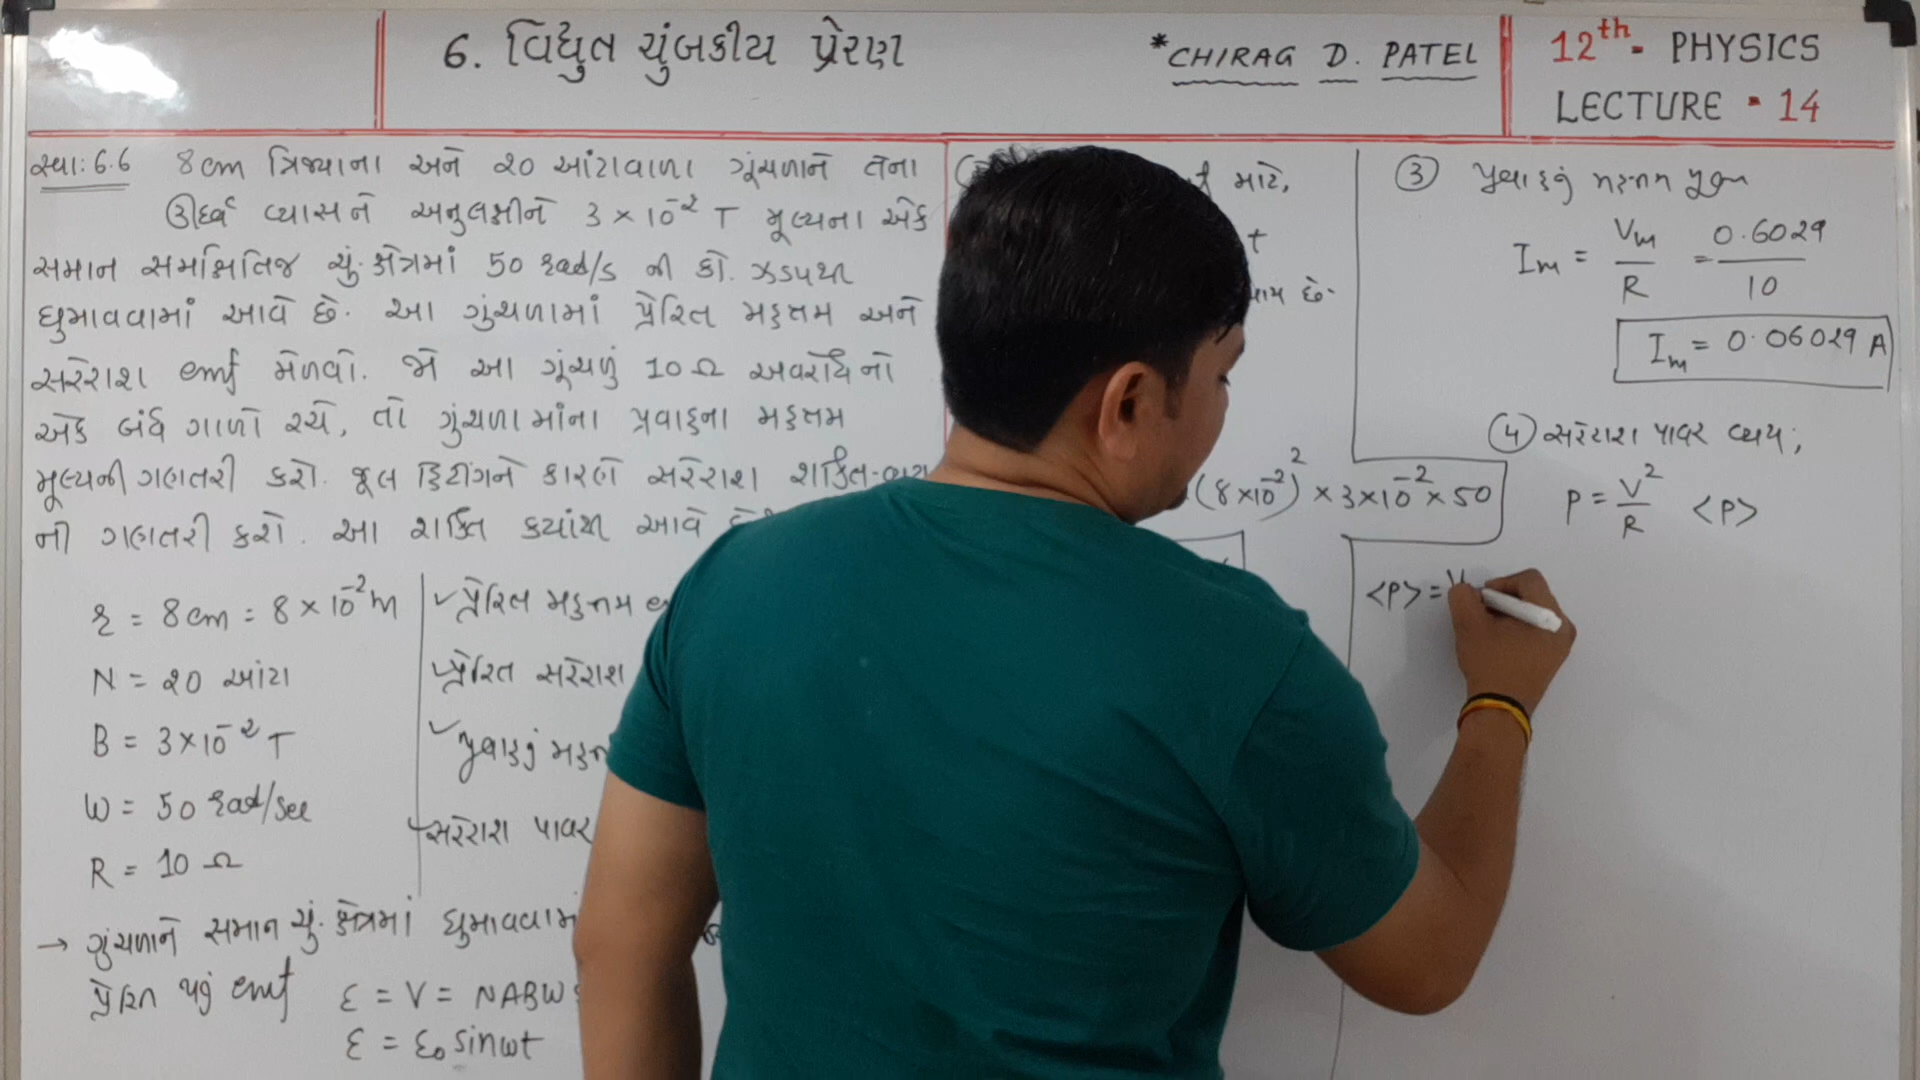 6. વિદ્યુત ચુંબકીય પ્રેરણ
*CHIRAG D. PATEL
12th - PHYSICS
LECTURE - 14
સ્વા: 6.6 8 cm ત્રિજ્યાના અને 20 આંટાવાળા ગૂંચળાને તેના
ઊર્ધ્વ વ્યાસને અનુલક્ષીને 3 × 10⁻² T મૂલ્યના એક
સમાન સમક્ષિતિજ ચું. ક્ષેત્રમાં 50 rad/s ની કો. ઝડપથી
ઘુમાવવામાં આવે છે. આ ગુંચળામાં પ્રેરિત મહત્તમ અને
સરેરાશ emf મેળવો. જો આ ગૂંચળું 10 Ω અવરોધનો
એક બંધ ગાળો રચે, તો ગુંચળામાંના પ્રવાહના મહત્તમ
મૂલ્યની ગણતરી કરો. જૂલ હિટીંગને કારણે સરેરાશ શક્તિ-વ્યય
ની ગણતરી કરો. આ શક્તિ ક્યાંથી આવે
r = 8 cm = 8 × 10⁻² m
N = 20 આંટા
B = 3 × 10⁻² T
W = 50 rad/sec
R = 10 Ω
✓ પ્રેરિત મહત્તમ e
✓ પ્રેરિત સરેરાશ
✓ પ્રવાહનું
સરેરાશ પાવર
→ ગુંચળાને સમાન ચું. ક્ષેત્રમાં ઘુમાવવામાં
પ્રેરિત થતું emf ε = V = NABW
ε = ε₀ sinωt
માટે,
t
થાય છે.
(8×10⁻²)² × 3×10⁻² × 50
③ પ્રવાહનું મહત્તમ મૂલ્ય
Iₘ = Vₘ/R = 0.6029/10
Iₘ = 0.06029 A
④ સરેરાશ પાવર વ્યય;
P = V²/R <P>
<P> = V